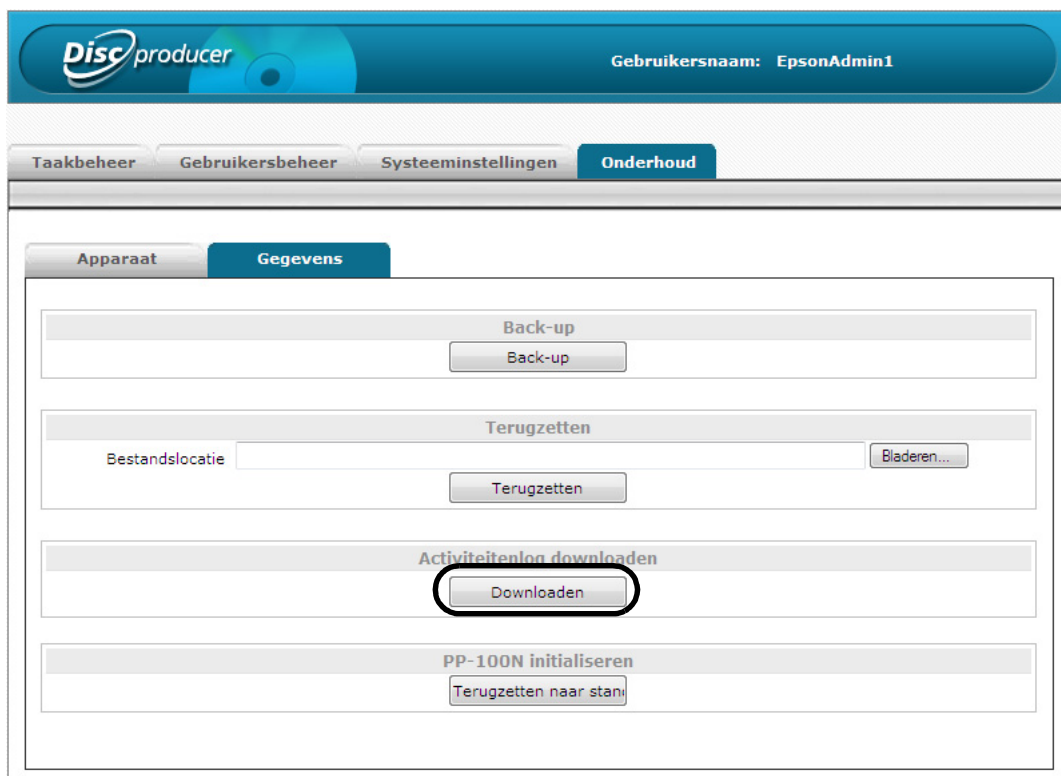 Disc producer
Gebruikersnaam: EpsonAdmin1
Taakbeheer Gebruikersbeheer Systeeminstellingen Onderhoud
Apparaat Gegevens
Back-up
Back-up
Terugzetten
Bestandslocatie Bladeren...
Terugzetten
Activiteitenlog downloaden
Downloaden
PP-100N initialiseren
Terugzetten naar stan